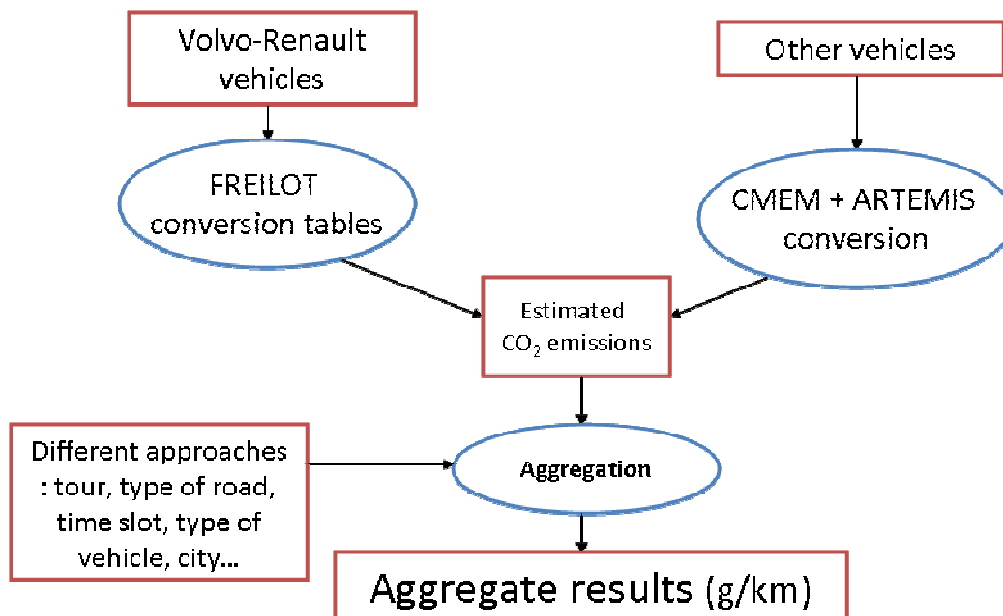 Volvo-Renault
vehicles
Other vehicles
FREILOT
conversion tables
CMEM + ARTEMIS
conversion
Estimated
CO₂ emissions
Different approaches
: tour, type of road,
time slot, type of
vehicle, city...
Aggregation
Aggregate results (g/km)